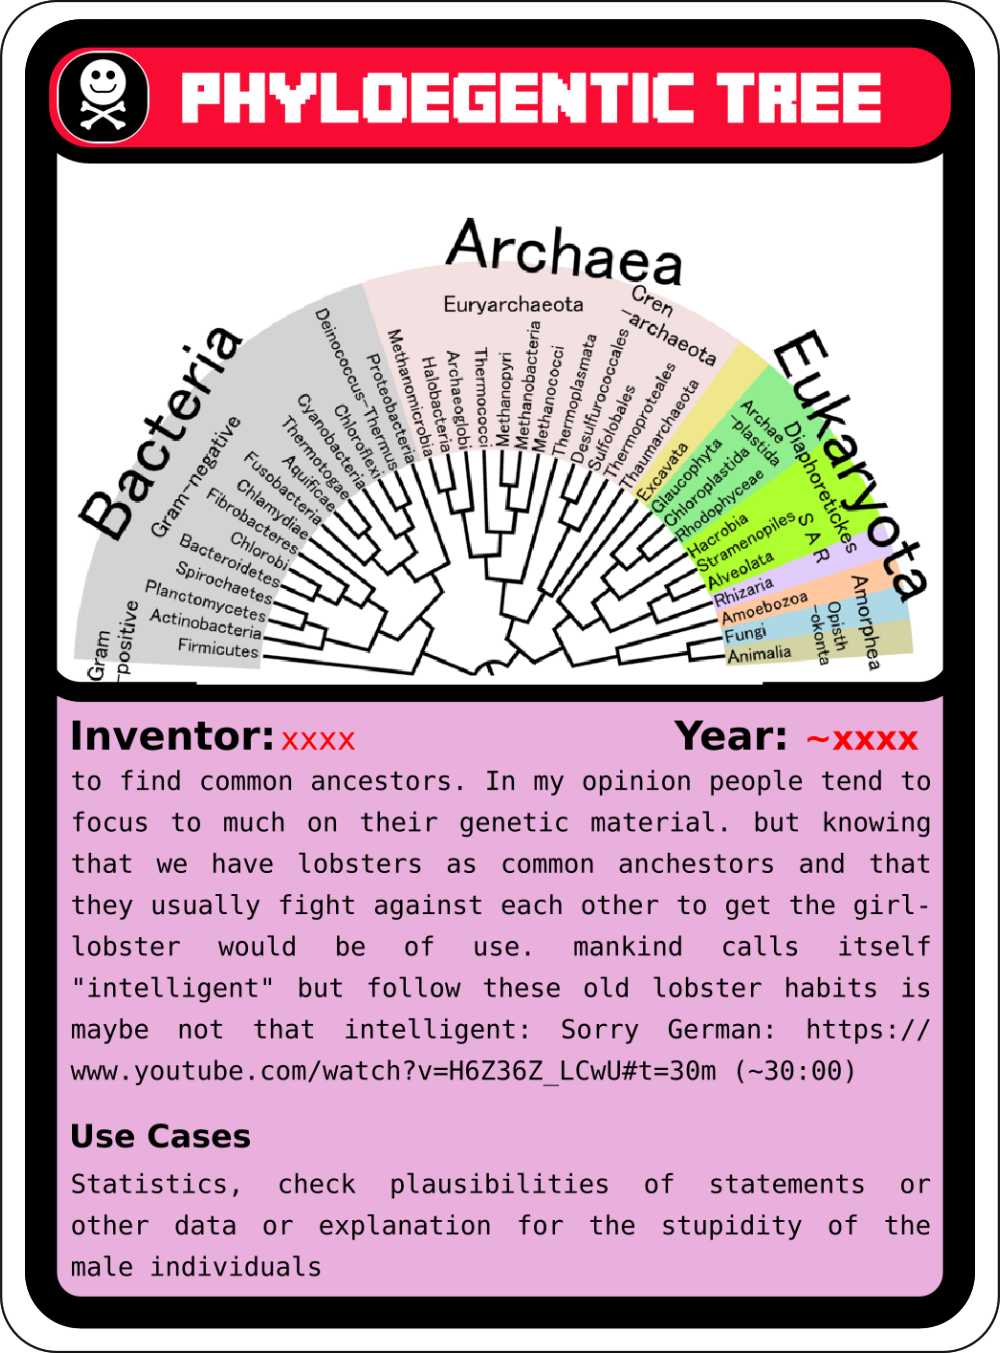 PHYLOEGENTIC TREE
Archaea
Bacteria
Eukaryota
Euryarchaeota
Cren
-archaeota
Gram-negative
Gram
-positive
Firmicutes
Actinobacteria
Planctomycetes
Spirochaetes
Bacteroidetes
Chlorobi
Fibrobacteres
Chlamydiae
Fusobacteria
Aquificae
Thermotogae
Cyanobacteria
Chloroflexi
Deinococcus-Thermus
Proteobacteria
Methanomicrobia
Halobacteria
Archaeoglobi
Thermococci
Methanopyri
Methanobacteria
Methanococci
Thermoplasmata
Desulfurococcales
Sulfolobales
Thermoproteales
Thaumarchaeota
Excavata
Glaucophyta
Chloroplastida
Rhodophyceae
Archae
-plastida
Diaphoretickes
Hacrobia
Stramenopiles
Alveolata
S A R
Rhizaria
Amoebozoa
Fungi
Animalia
Opisth
-okonta
Amorphea
Inventor: xxxx
Year: ~xxxx
to find common ancestors. In my opinion people tend to
focus to much on their genetic material. but knowing
that we have lobsters as common anchestors and that
they usually fight against each other to get the girl-
lobster would be of use. mankind calls itself
"intelligent" but follow these old lobster habits is
maybe not that intelligent: Sorry German: https://
www.youtube.com/watch?v=H6Z36Z_LCwU#t=30m (~30:00)
Use Cases
Statistics, check plausibilities of statements or
other data or explanation for the stupidity of the
male individuals